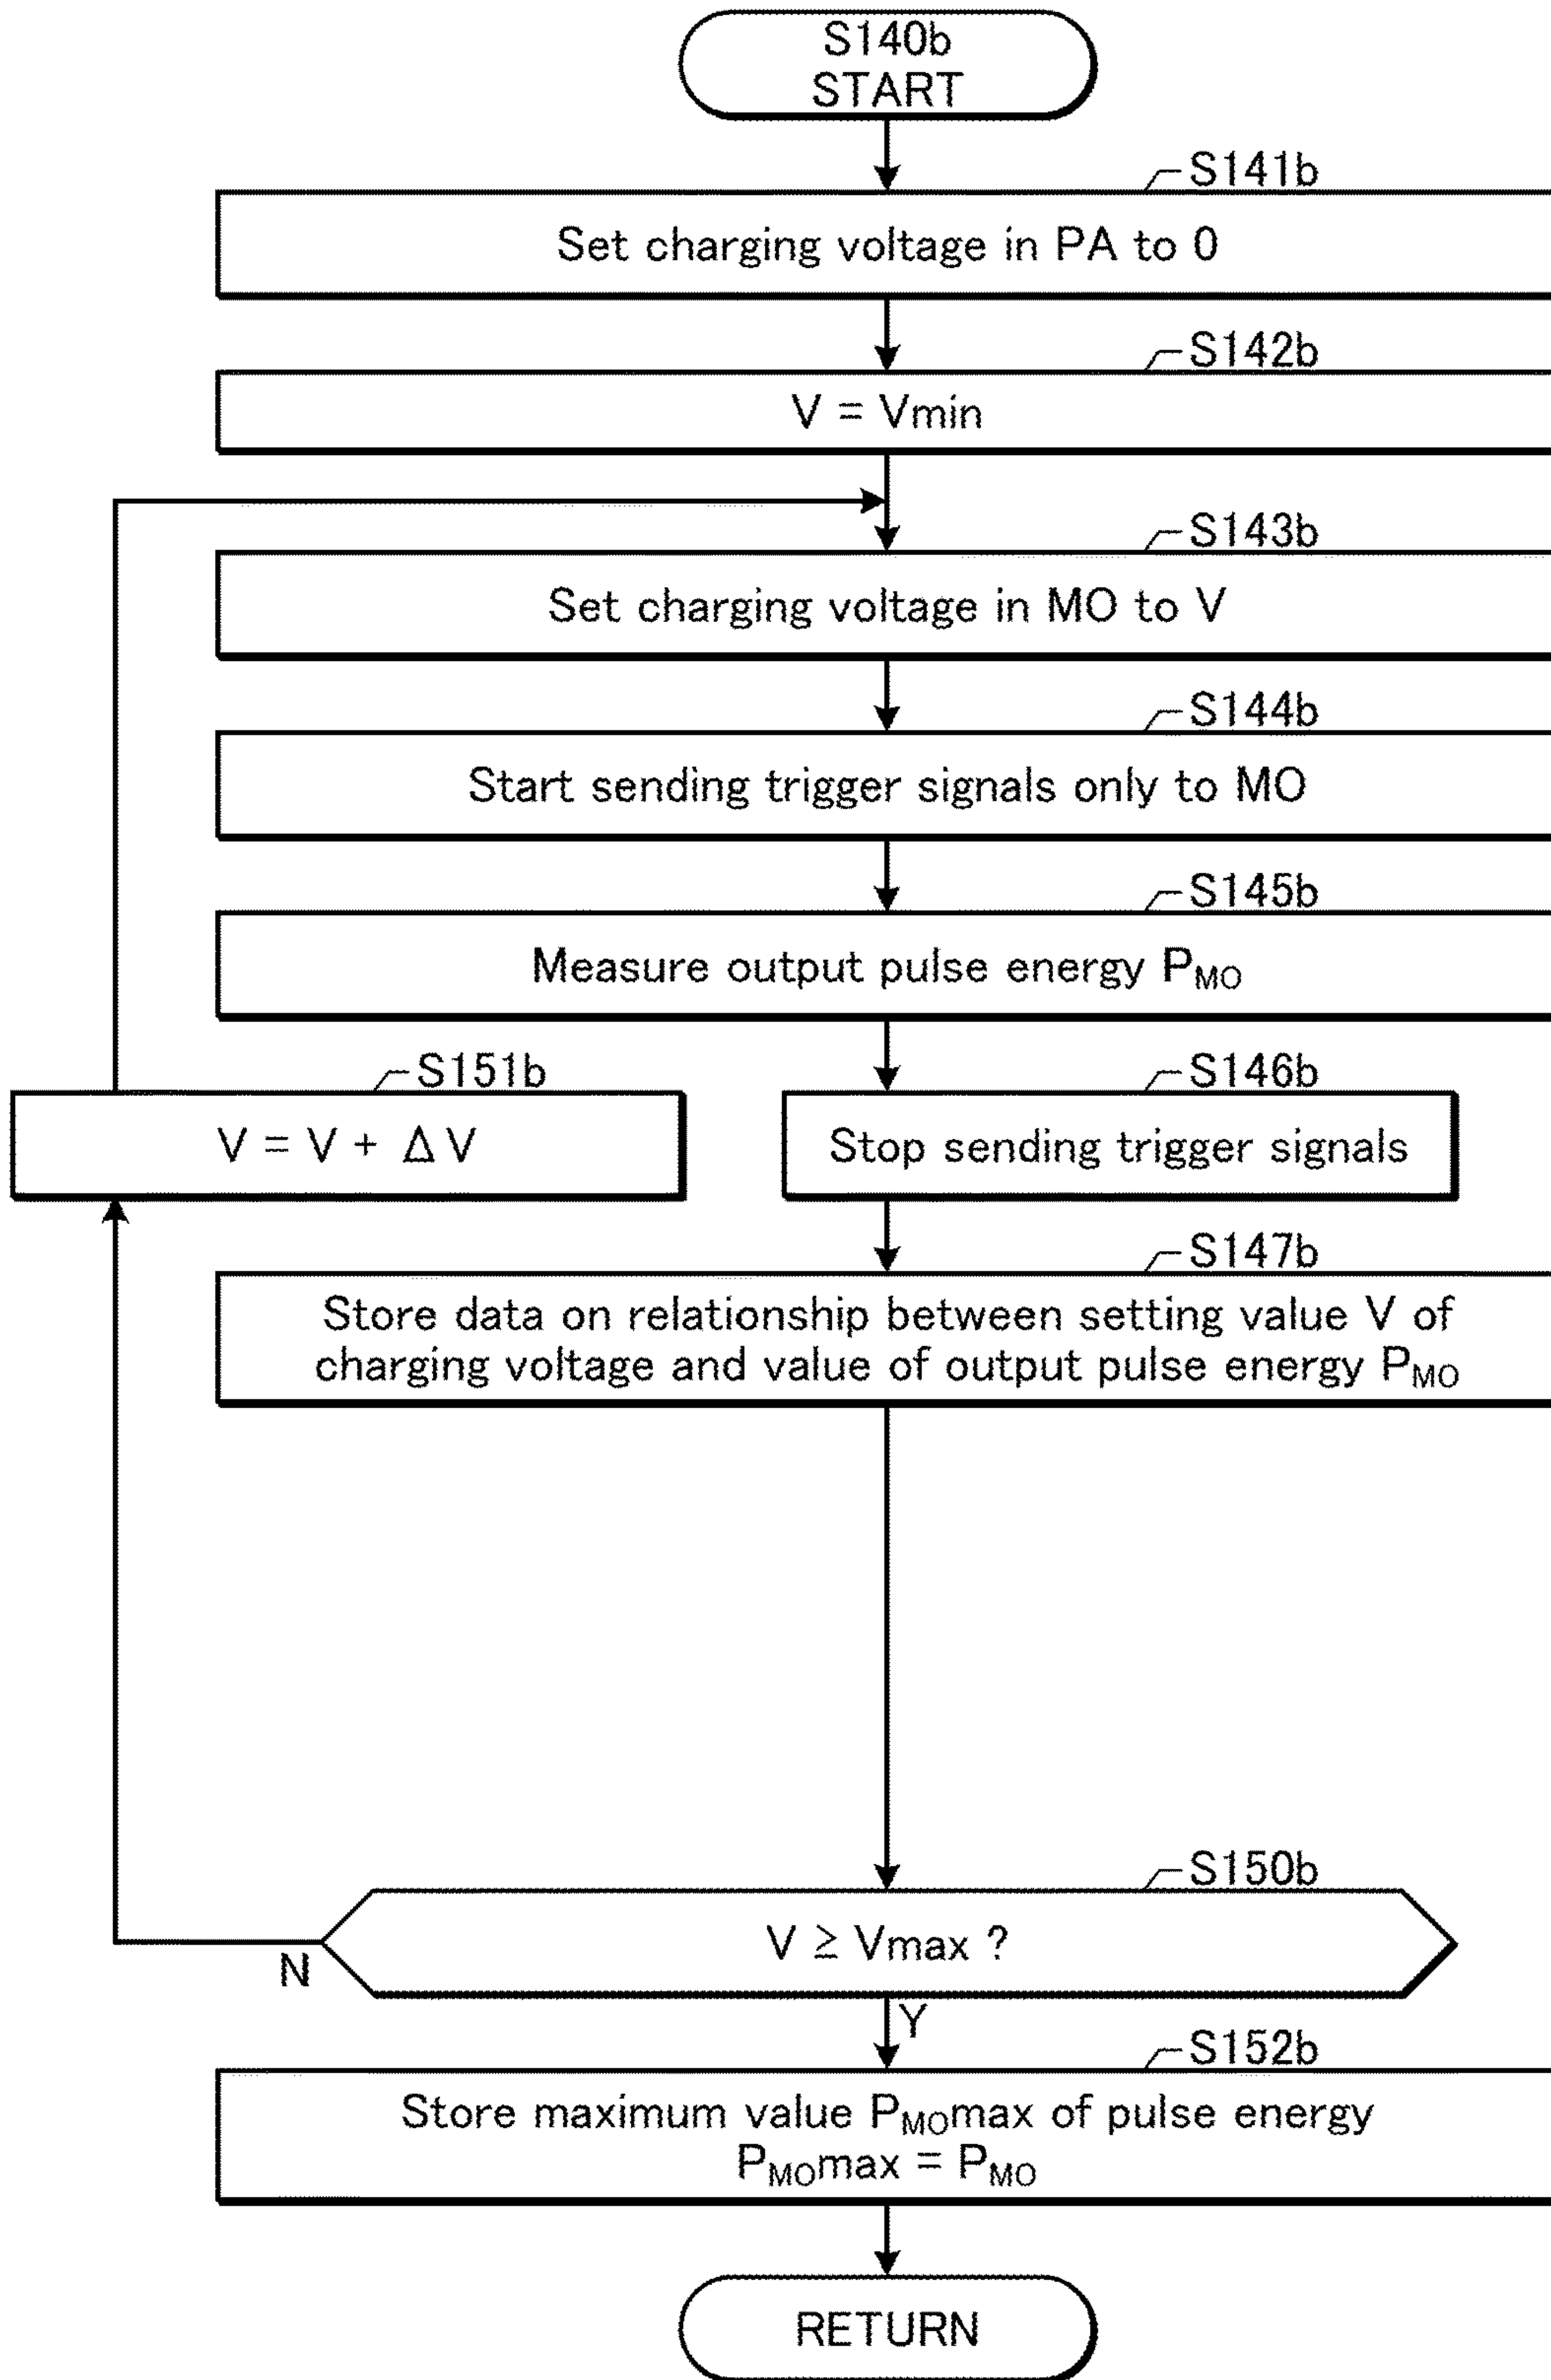 S140b
START
S141b
Set charging voltage in PA to 0
S142b
V = Vmin
S143b
Set charging voltage in MO to V
S144b
Start sending trigger signals only to MO
S145b
Measure output pulse energy PMO
S151b
V = V + ΔV
S146b
Stop sending trigger signals
S147b
Store data on relationship between setting value V of
charging voltage and value of output pulse energy PMO
S150b
V ≧ Vmax ?
N
Y
S152b
Store maximum value PMOmax of pulse energy
PMOmax = PMO
RETURN